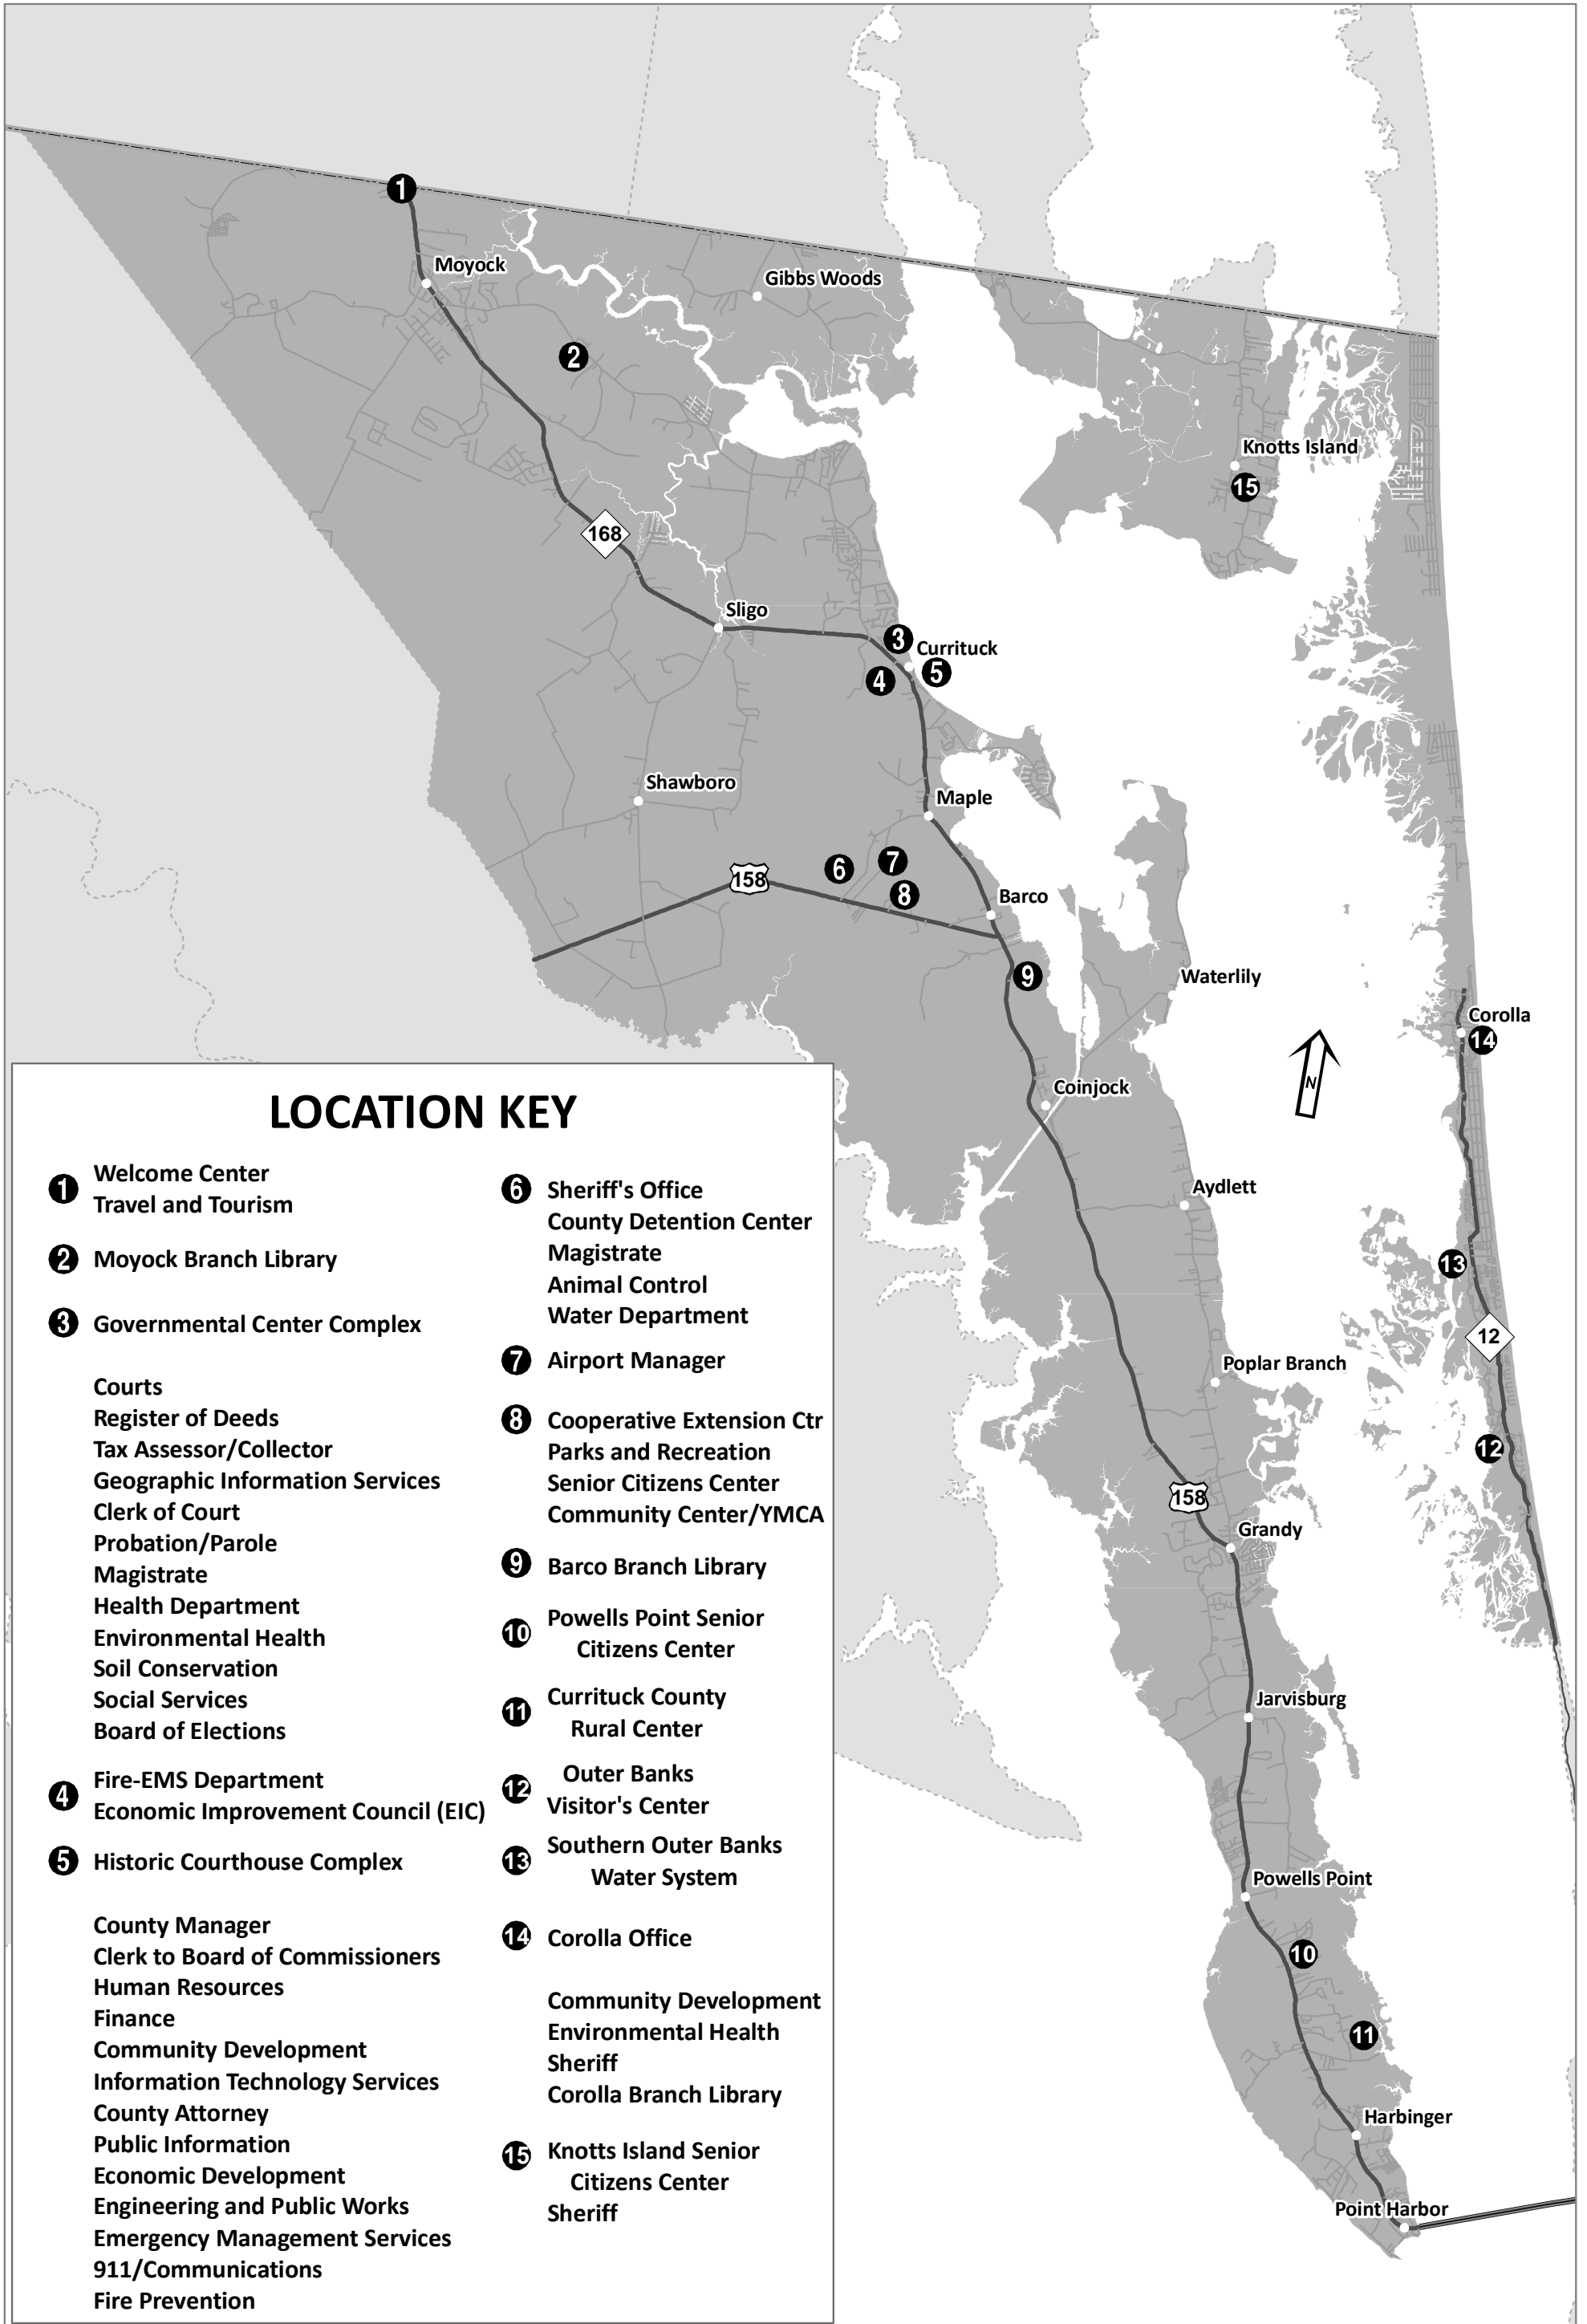 1
Moyock
Gibbs Woods
2
Knotts Island
15
168
Sligo
3
Currituck
4
5
Shawboro
Maple
6
7
158
8
Barco
9
Waterlily
Corolla
14
N
Coinjock
Aydlett
13
12
Poplar Branch
12
158
Grandy
Jarvisburg
Powells Point
10
11
Harbinger
Point Harbor
LOCATION KEY
1
Welcome Center
Travel and Tourism
2 Moyock Branch Library
3 Governmental Center Complex
Courts
Register of Deeds
Tax Assessor/Collector
Geographic Information Services
Clerk of Court
Probation/Parole
Magistrate
Health Department
Environmental Health
Soil Conservation
Social Services
Board of Elections
4
Fire-EMS Department
Economic Improvement Council (EIC)
5 Historic Courthouse Complex
County Manager
Clerk to Board of Commissioners
Human Resources
Finance
Community Development
Information Technology Services
County Attorney
Public Information
Economic Development
Engineering and Public Works
Emergency Management Services
911/Communications
Fire Prevention
6 Sheriff's Office
County Detention Center
Magistrate
Animal Control
Water Department
7 Airport Manager
8 Cooperative Extension Ctr
Parks and Recreation
Senior Citizens Center
Community Center/YMCA
9 Barco Branch Library
10
Powells Point Senior
Citizens Center
11
Currituck County
Rural Center
12
Outer Banks
Visitor's Center
13
Southern Outer Banks
Water System
14 Corolla Office
Community Development
Environmental Health
Sheriff
Corolla Branch Library
15 Knotts Island Senior
Citizens Center
Sheriff